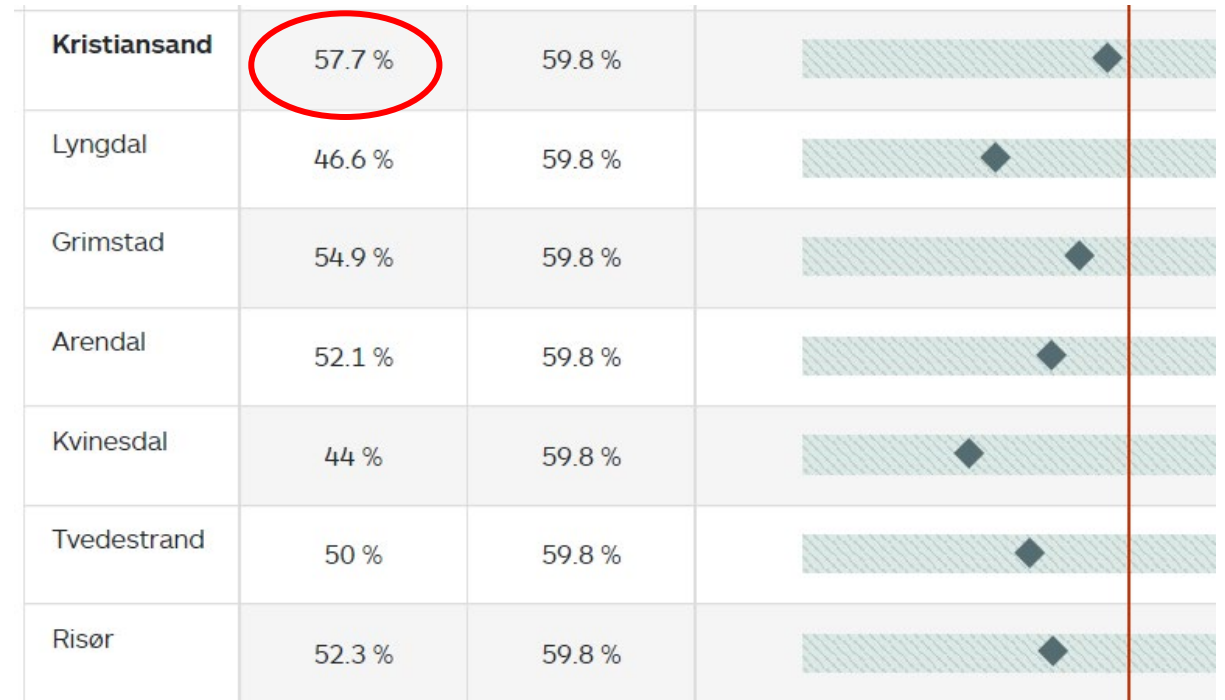 Kristiansand 57.7 % 59.8 %
Lyngdal 46.6 % 59.8 %
Grimstad 54.9 % 59.8 %
Arendal 52.1 % 59.8 %
Kvinesdal 44 % 59.8 %
Tvedestrand 50 % 59.8 %
Risør 52.3 % 59.8 %